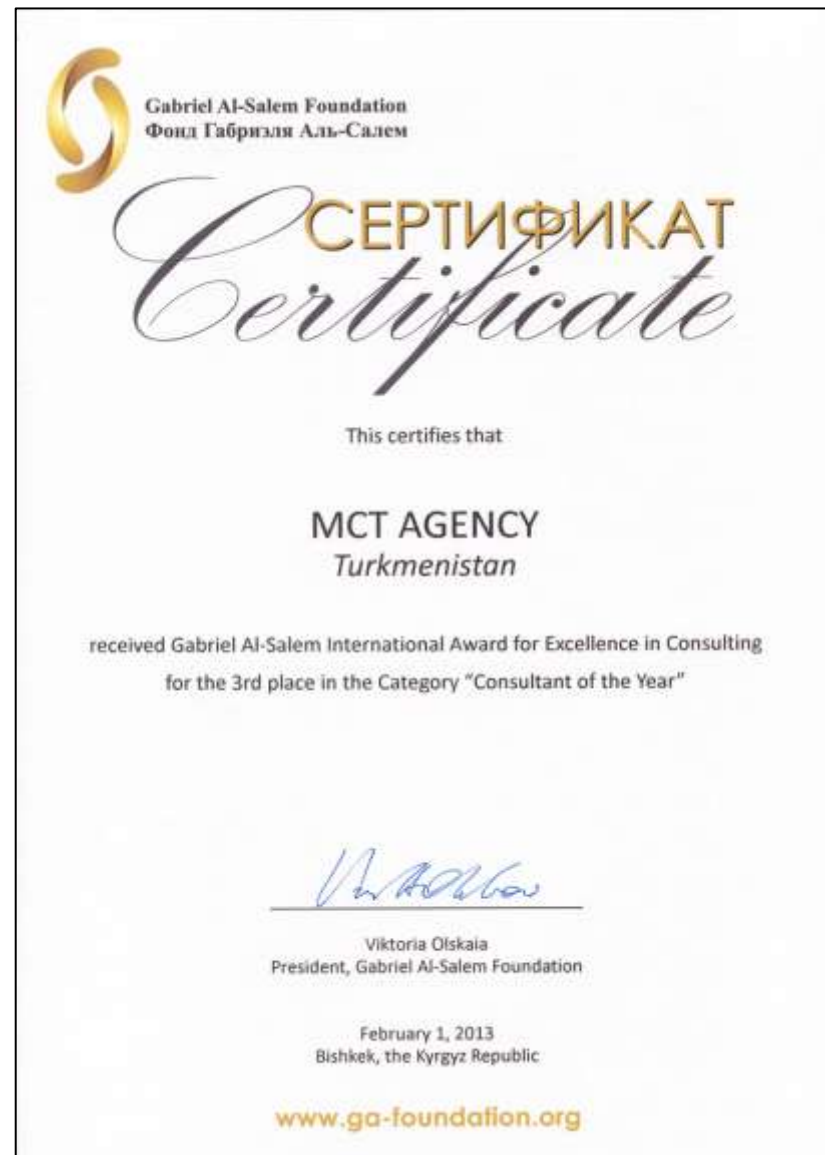 Gabriel Al-Salem Foundation
Фонд Габриэля Аль-Салем
СЕРТИФИКАТ
Certificate
This certifies that
MCT AGENCY
Turkmenistan
received Gabriel Al-Salem International Award for Excellence in Consulting
for the 3rd place in the Category “Consultant of the Year”
Viktoria Olskaia
President, Gabriel Al-Salem Foundation
February 1, 2013
Bishkek, the Kyrgyz Republic
www.ga-foundation.org